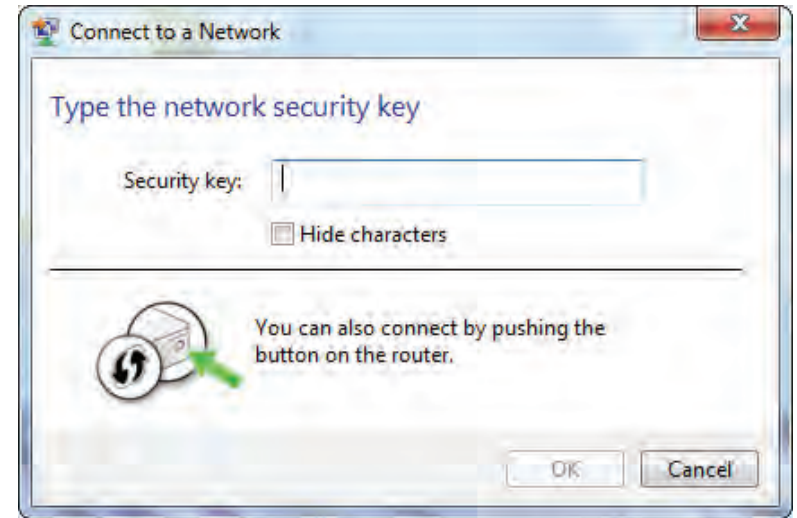 Connect to a Network
Type the network security key
Security key:
Hide characters
You can also connect by pushing the
button on the router.
OK
Cancel